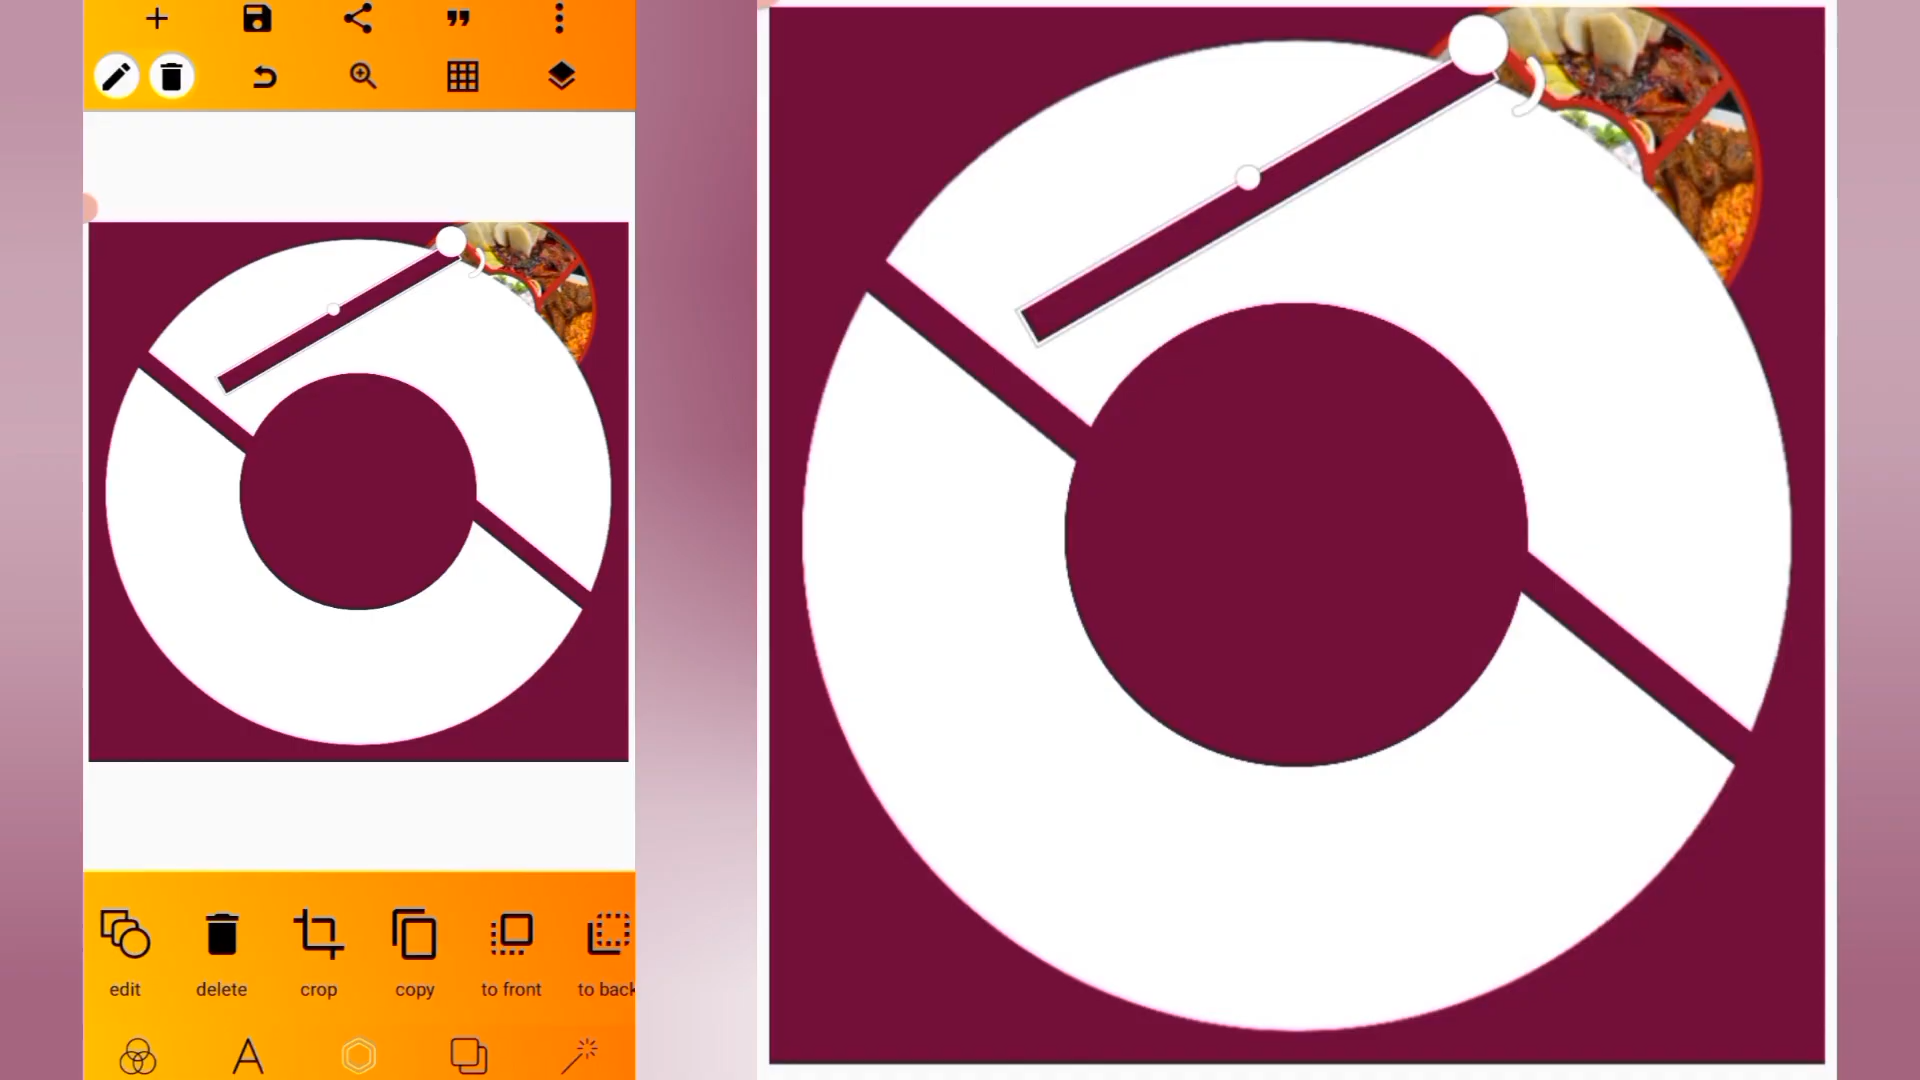 edit
delete
crop
copy
to front
to back